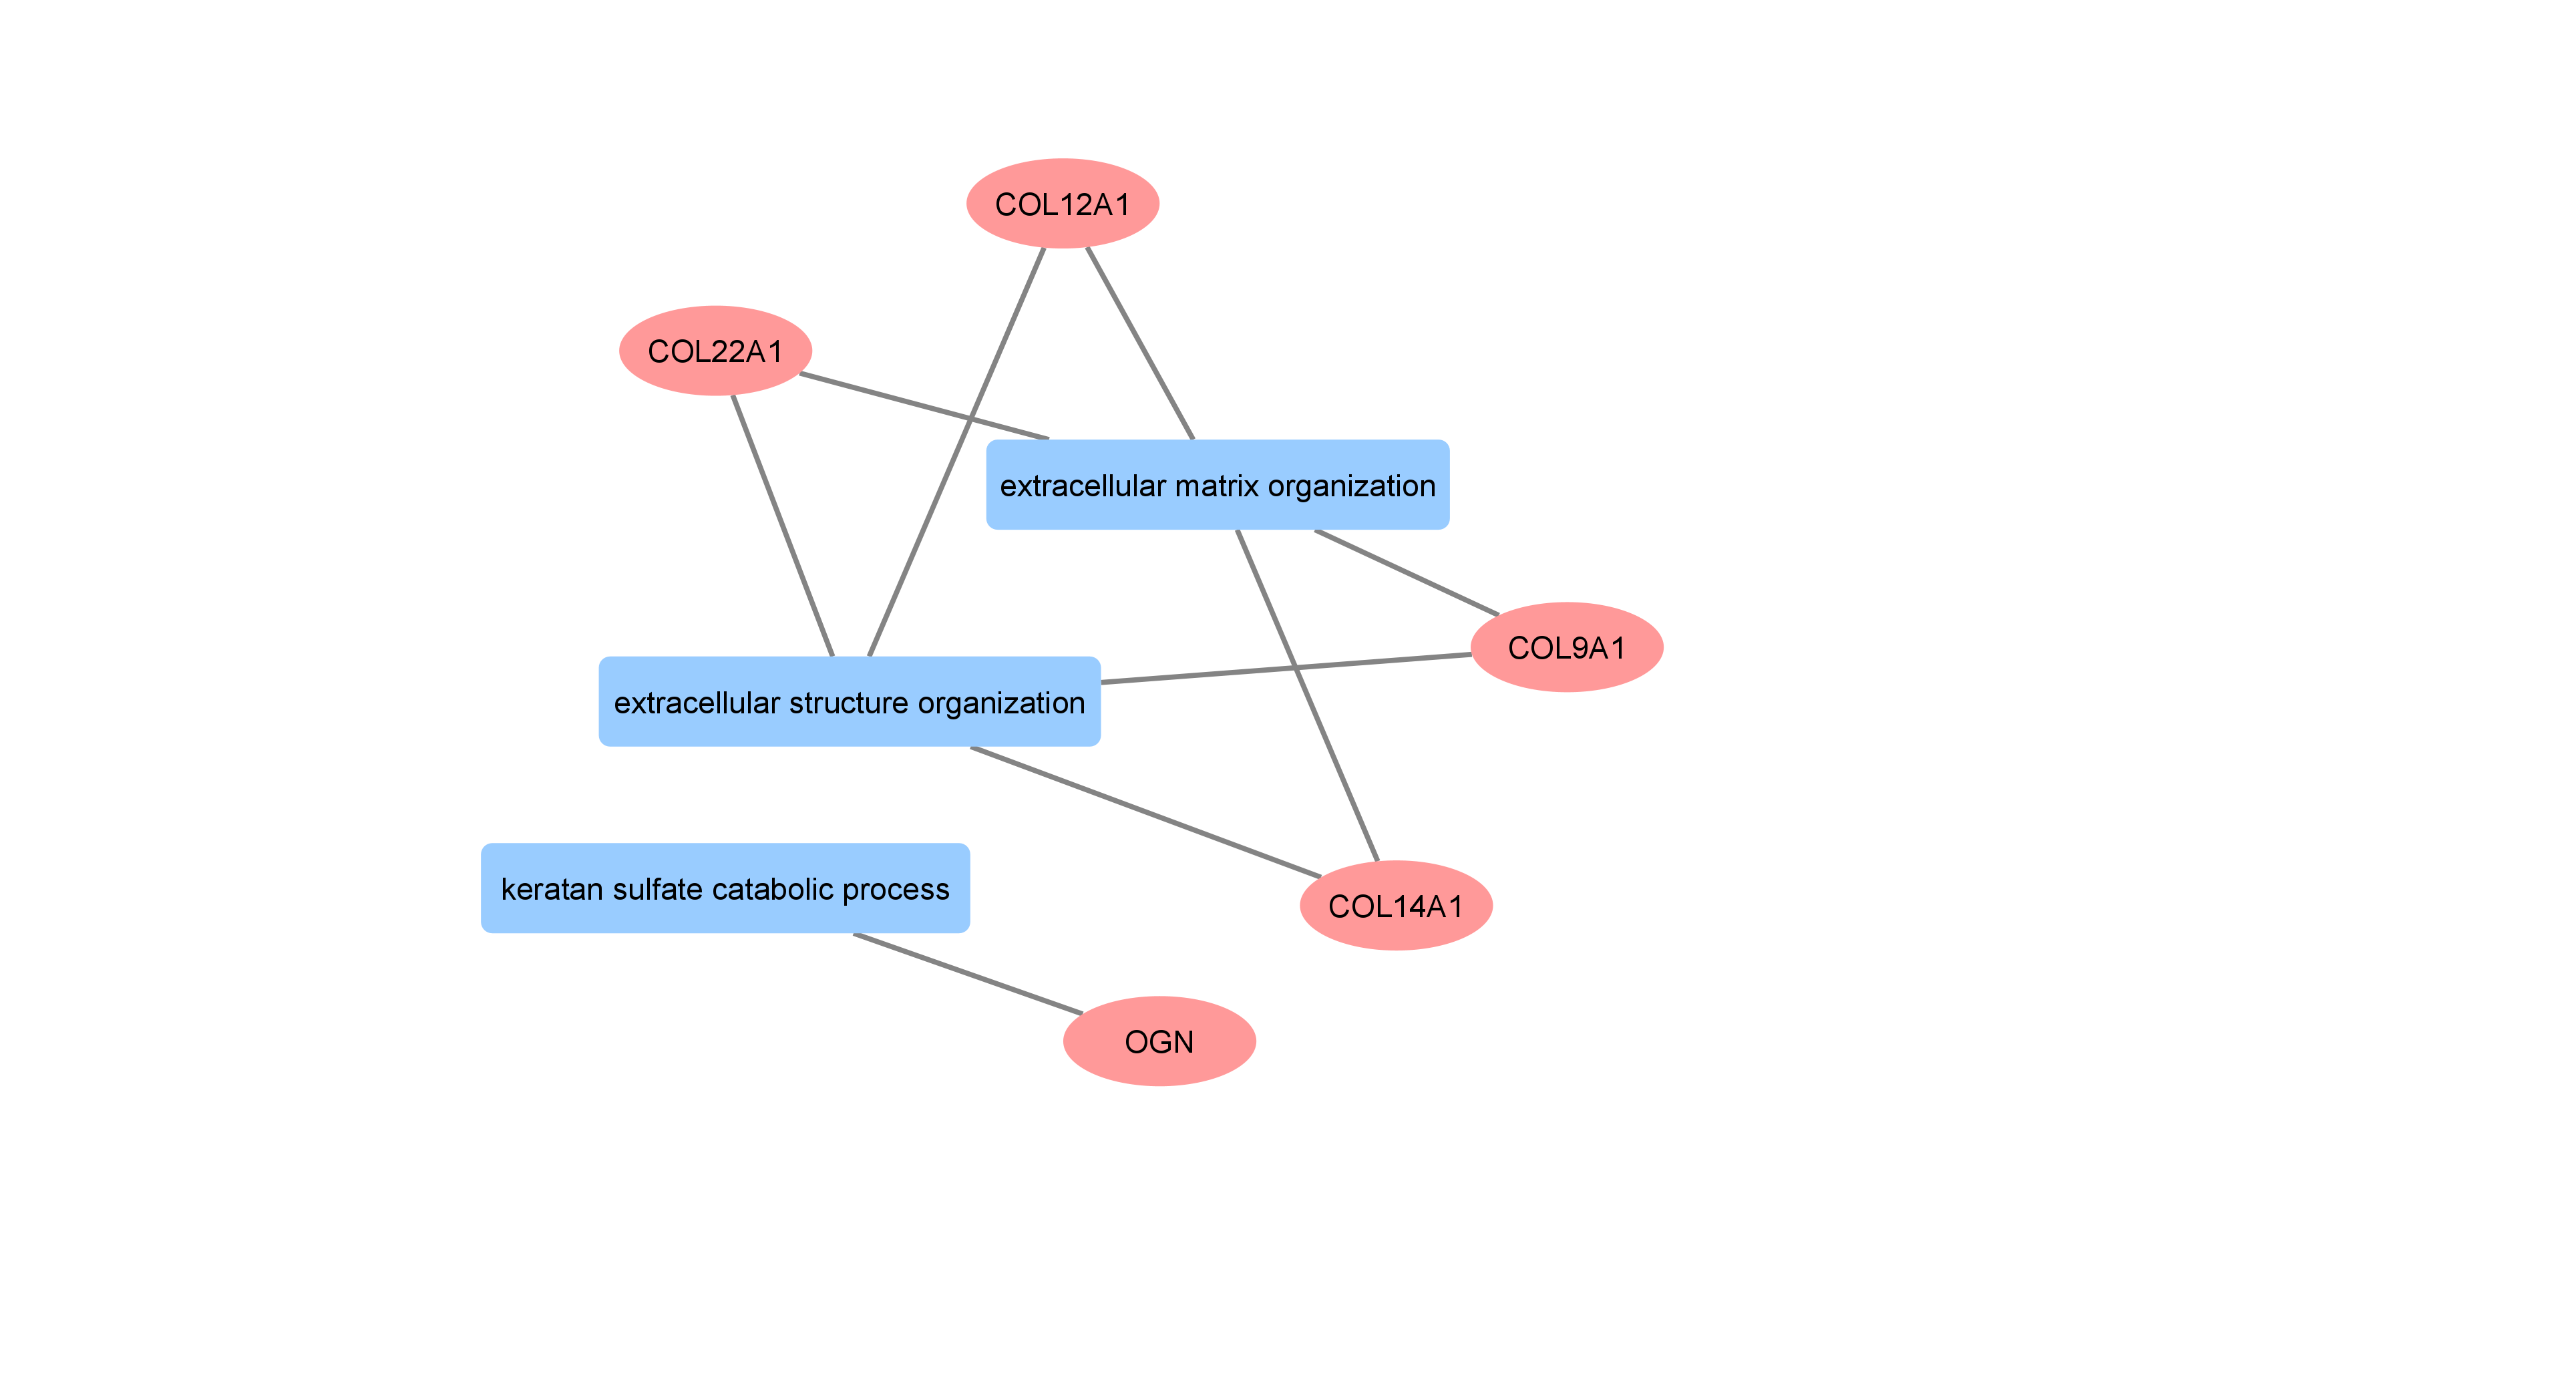 COL12A1
COL22A1
extracellular matrix organization
COL9A1
extracellular structure organization
keratan sulfate catabolic process
COL14A1
OGN